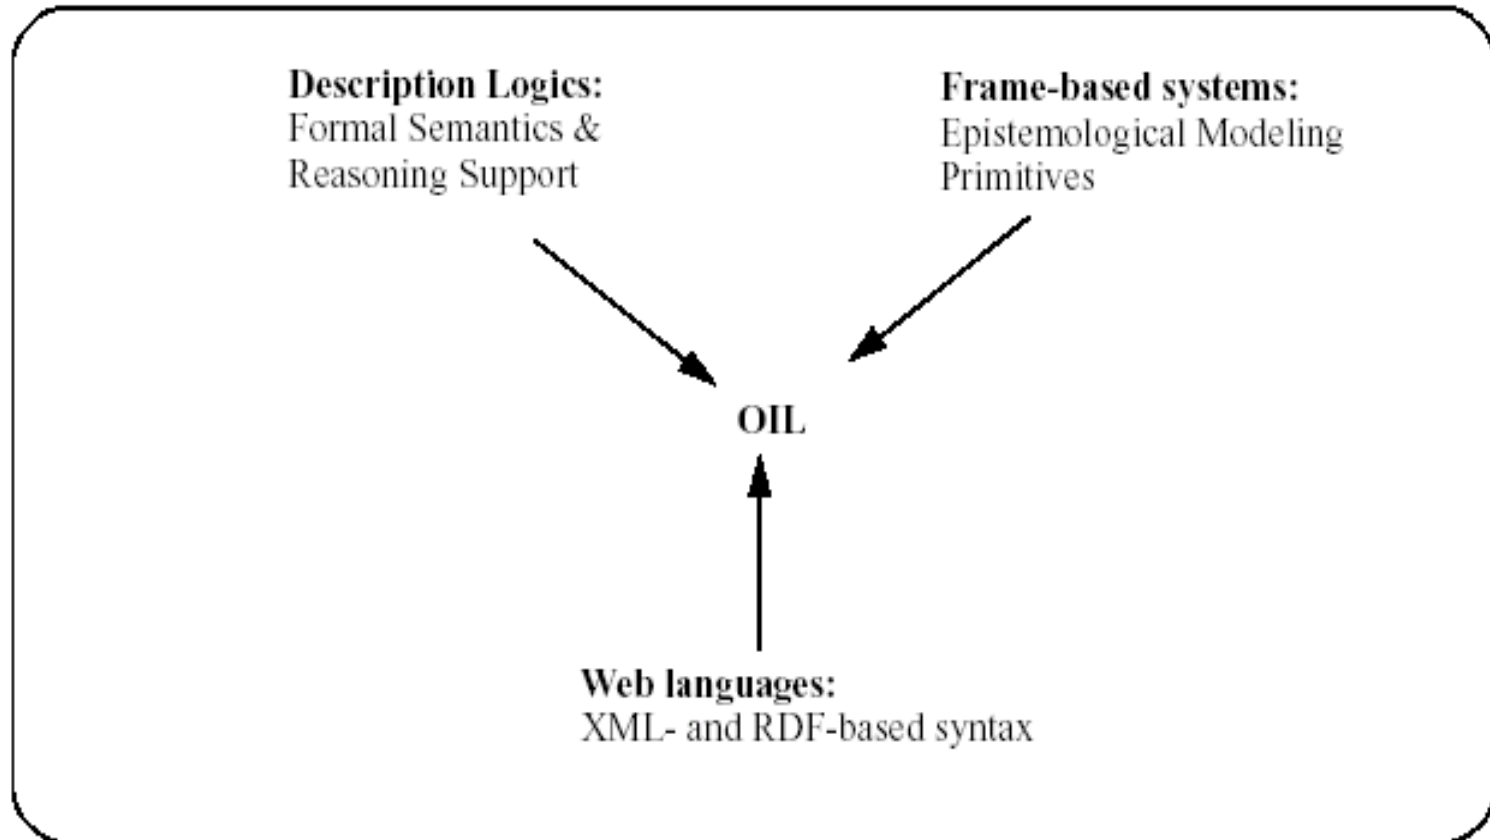 Description Logics:
Formal Semantics &
Reasoning Support
Frame-based systems:
Epistemological Modeling
Primitives
OIL
Web languages:
XML- and RDF-based syntax